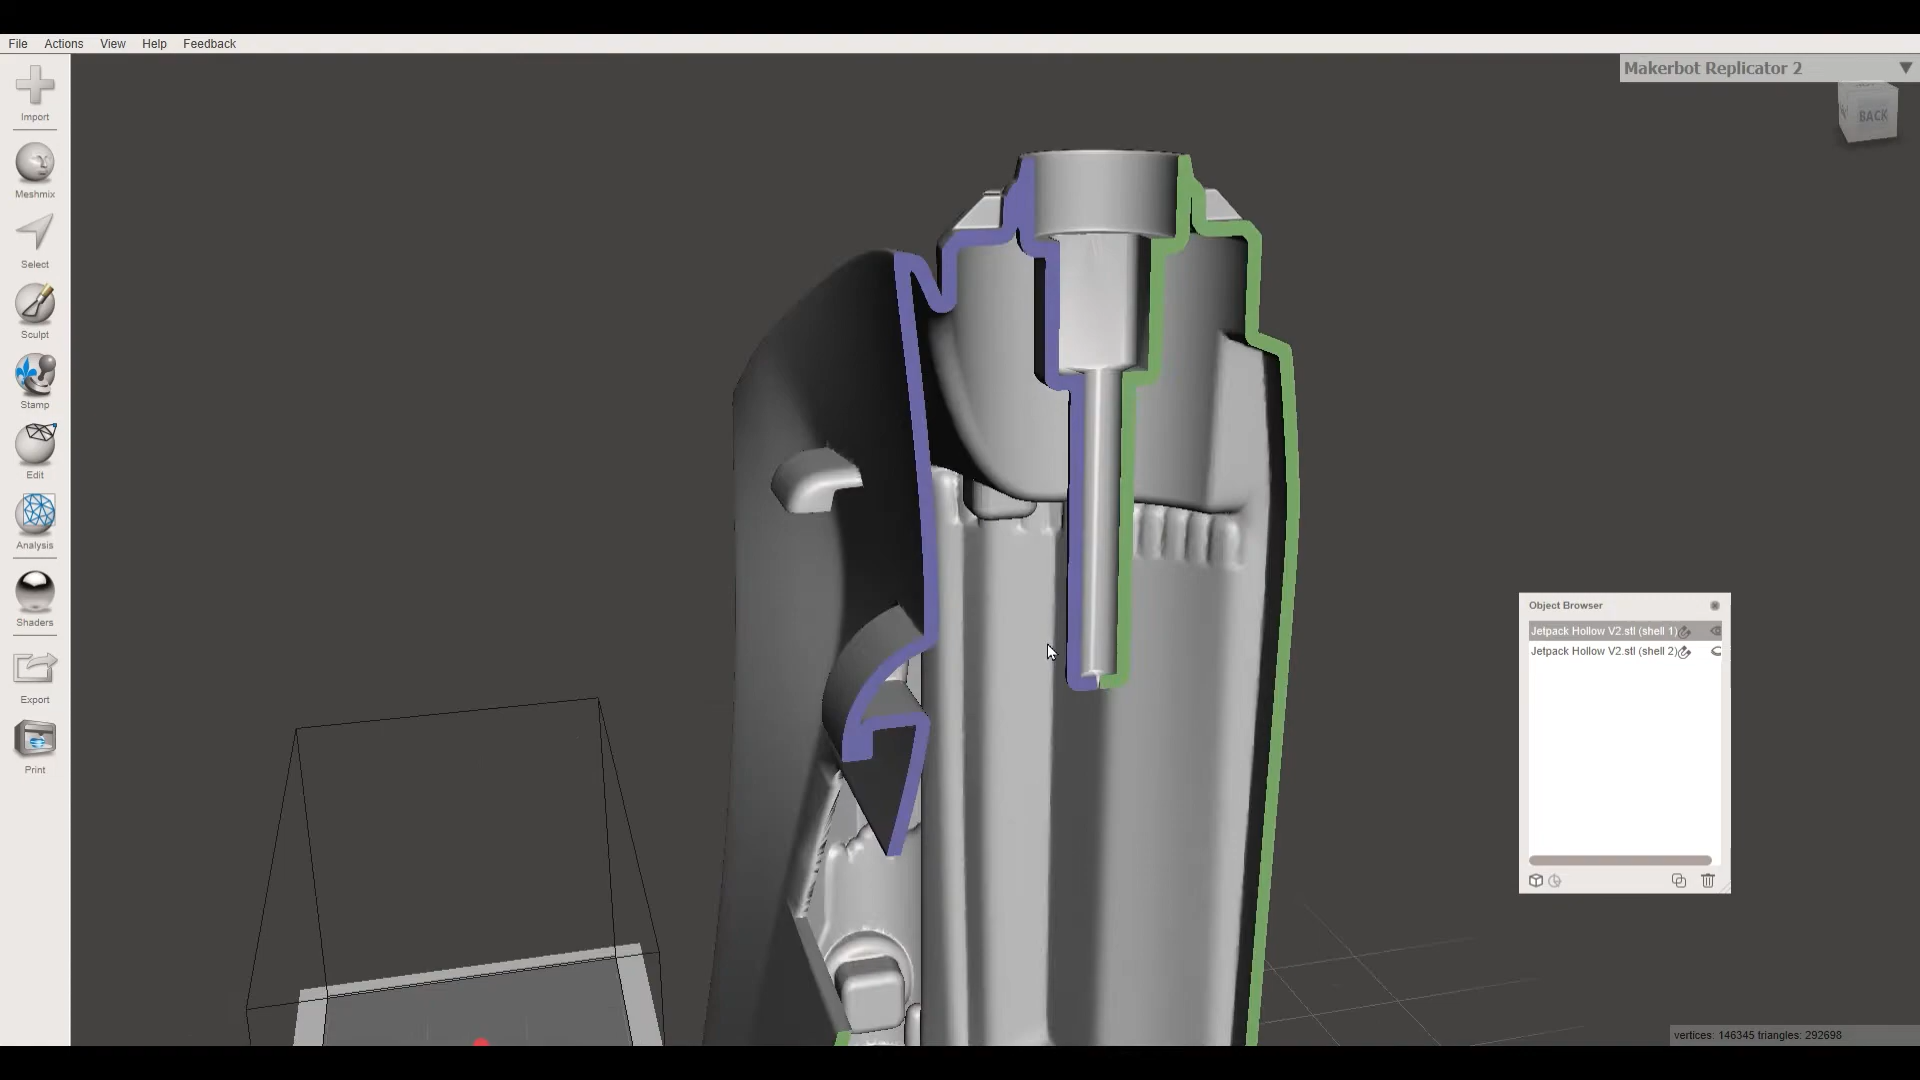 File Actions View Help Feedback
Makerbot Replicator 2
BACK
Import
Meshmix
Select
Sculpt
Stamp
Edit
Analysis
Shaders
Export
Print
Object Browser
Jetpack Hollow V2.stl (shell 1)
Jetpack Hollow V2.stl (shell 2)
vertices: 146345 triangles: 292698